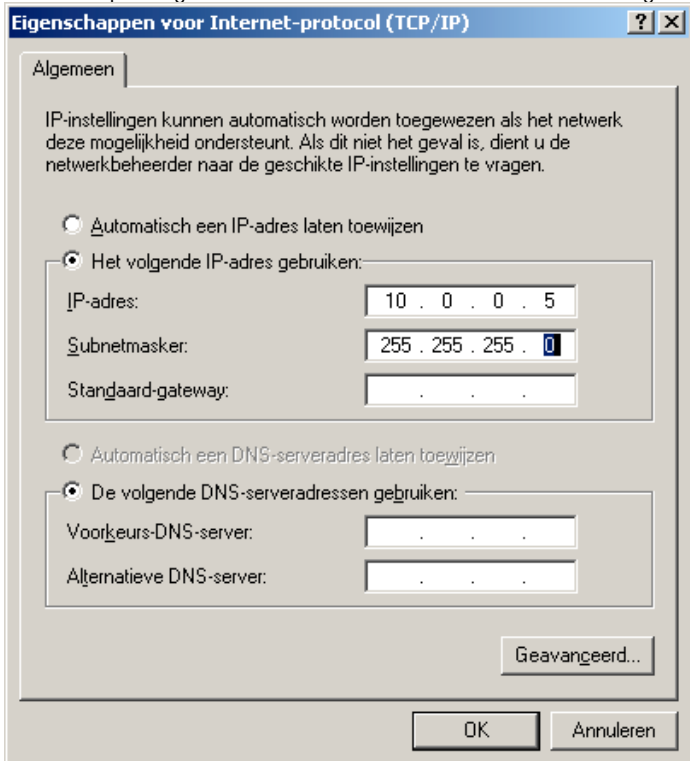 Eigenschappen voor Internet-protocol (TCP/IP)
Algemeen
IP-instellingen kunnen automatisch worden toegewezen als het netwerk
deze mogelijkheid ondersteunt. Als dit niet het geval is, dient u de
netwerkbeheerder naar de geschikte IP-instellingen te vragen.
Automatisch een IP-adres laten toewijzen
Het volgende IP-adres gebruiken:
IP-adres: 10 . 0 . 0 . 5
Subnetmasker: 255 . 255 . 255 . 0
Standaard-gateway: . . .
Automatisch een DNS-serveradres laten toewijzen
De volgende DNS-serveradressen gebruiken:
Voorkeurs-DNS-server: . . .
Alternatieve DNS-server: . . .
Geavanceerd...
OK Annuleren